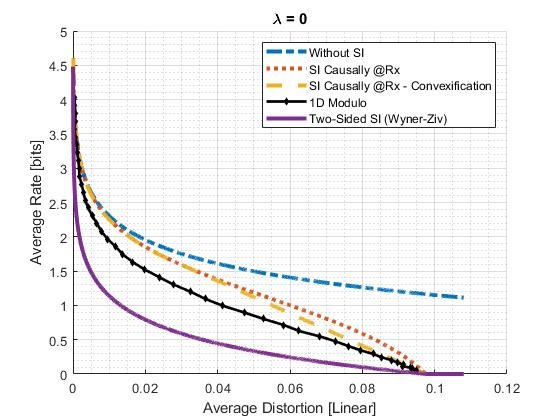 λ = 0
5
4.5
4
3.5
3
2.5
2
1.5
1
0.5
0
Average Rate [bits]
Without SI
SI Causally @Rx
SI Causally @Rx - Convexification
1D Modulo
Two-Sided SI (Wyner-Ziv)
0 0.02 0.04 0.06 0.08 0.1 0.12
Average Distortion [Linear]